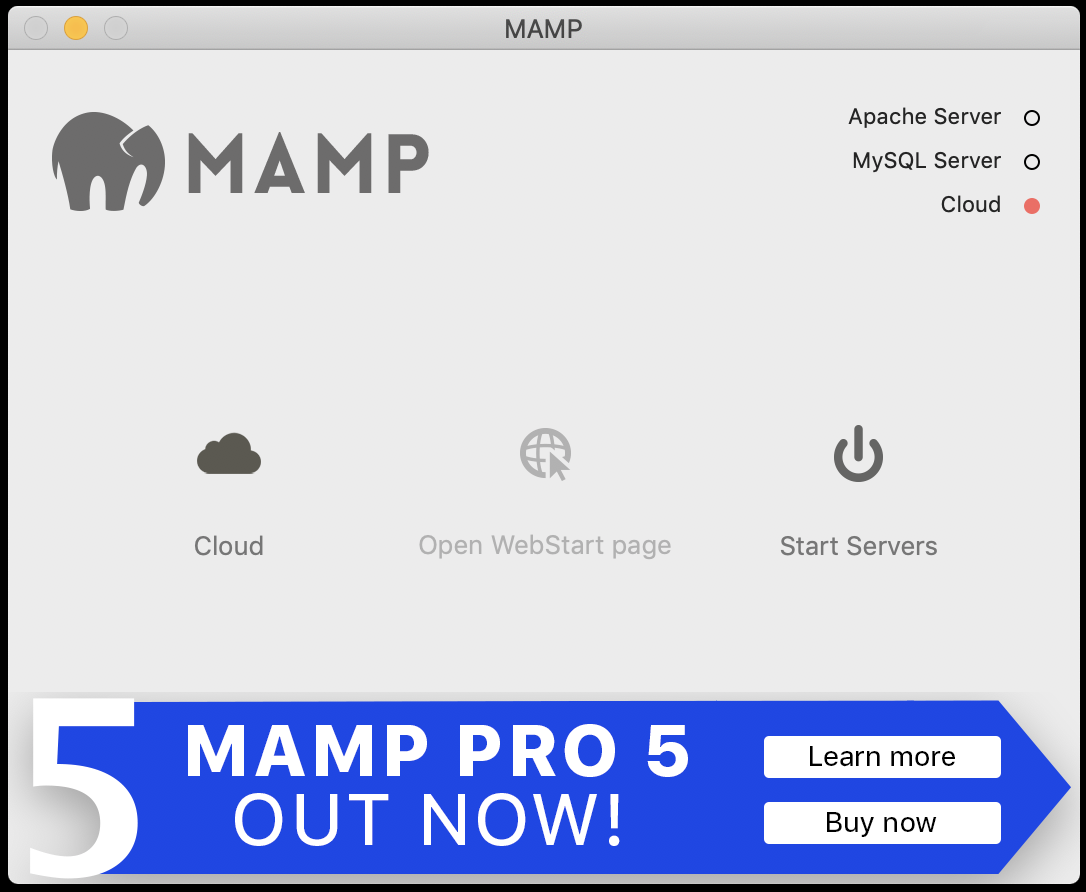 MAMP
MAMP
Apache Server
MySQL Server
Cloud
Cloud
Open WebStart page
Start Servers
5
MAMP PRO 5
OUT NOW!
Learn more
Buy now